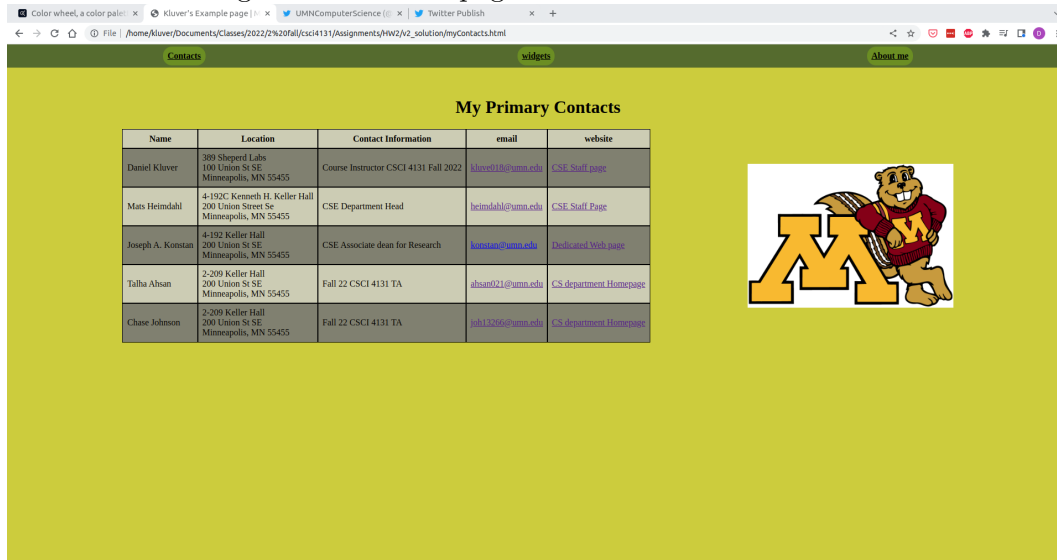 Color wheel, a color pale
Kluver's Example page | M
UMNComputerScience (@
Twitter Publish
File | /home/kluver/Documents/Classes/2022/2%20fall/csci4131/Assignments/HW2/v2_solution/myContacts.html
Contacts widgets About me
My Primary Contacts
Name Location Contact Information email website
Daniel Kluver
389 Sheperd Labs
100 Union St SE
Minneapolis, MN 55455
Course Instructor CSCI 4131 Fall 2022
kluve018@umn.edu
CSE Staff page
Mats Heimdahl
4-192C Kenneth H. Keller Hall
200 Union Street Se
Minneapolis, MN 55455
CSE Department Head
heimdahl@umn.edu
CSE Staff Page
Joseph A. Konstan
4-192 Keller Hall
200 Union St SE
Minneapolis, MN 55455
CSE Associate dean for Research
konstan@umn.edu
Dedicated Web page
Talha Ahsan
2-209 Keller Hall
200 Union St SE
Minneapolis, MN 55455
Fall 22 CSCI 4131 TA
ahsan021@umn.edu
CS department Homepage
Chase Johnson
2-209 Keller Hall
200 Union St SE
Minneapolis, MN 55455
Fall 22 CSCI 4131 TA
joh13266@umn.edu
CS department Homepage
M
M